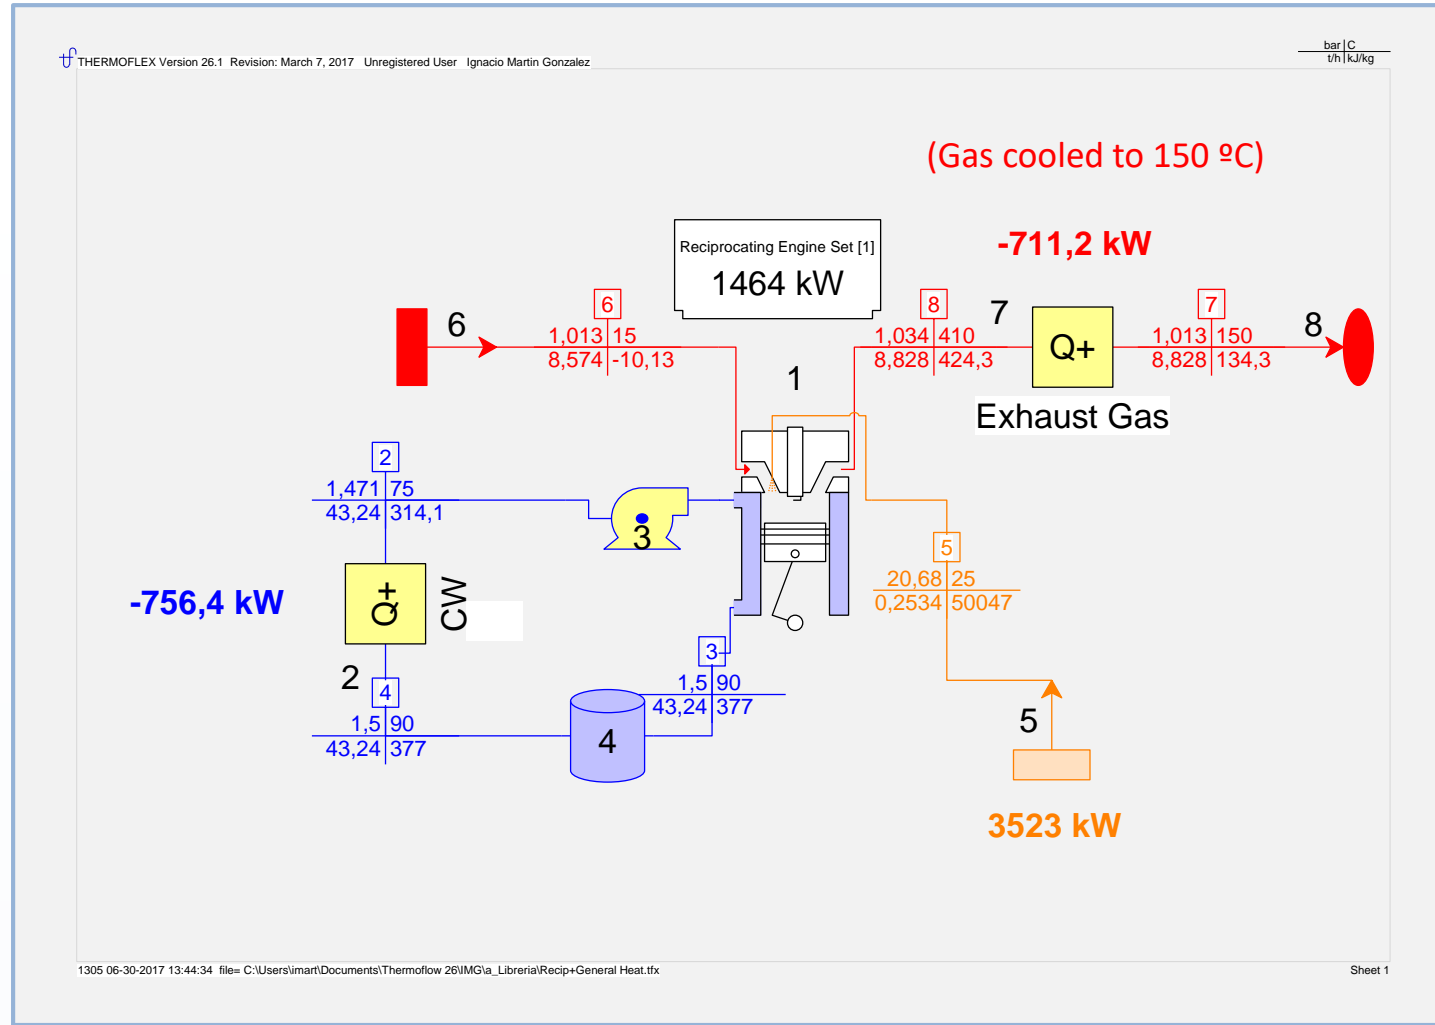 bar C
t/h kJ/kg
THERMOFLEX Version 26.1 Revision: March 7, 2017 Unregistered User Ignacio Martin Gonzalez
(Gas cooled to 150 ºC)
-711,2 kW
Reciprocating Engine Set [1]
1464 kW
6
6
1,013 15
8,574 -10,13
8
1,034 410
8,828 424,3
7
Q+
Exhaust Gas
7
1,013 150
8,828 134,3
8
1
2
1,471 75
43,24 314,1
3
5
20,68 25
0,2534 50047
-756,4 kW
Q+
CW
2
4
1,5 90
43,24 377
3
1,5 90
43,24 377
4
5
3523 kW
1305 06-30-2017 13:44:34 file= C:\Users\imart\Documents\Thermoflow 26\IMG\a_Libreria\Recip+General Heat.tfx
Sheet 1